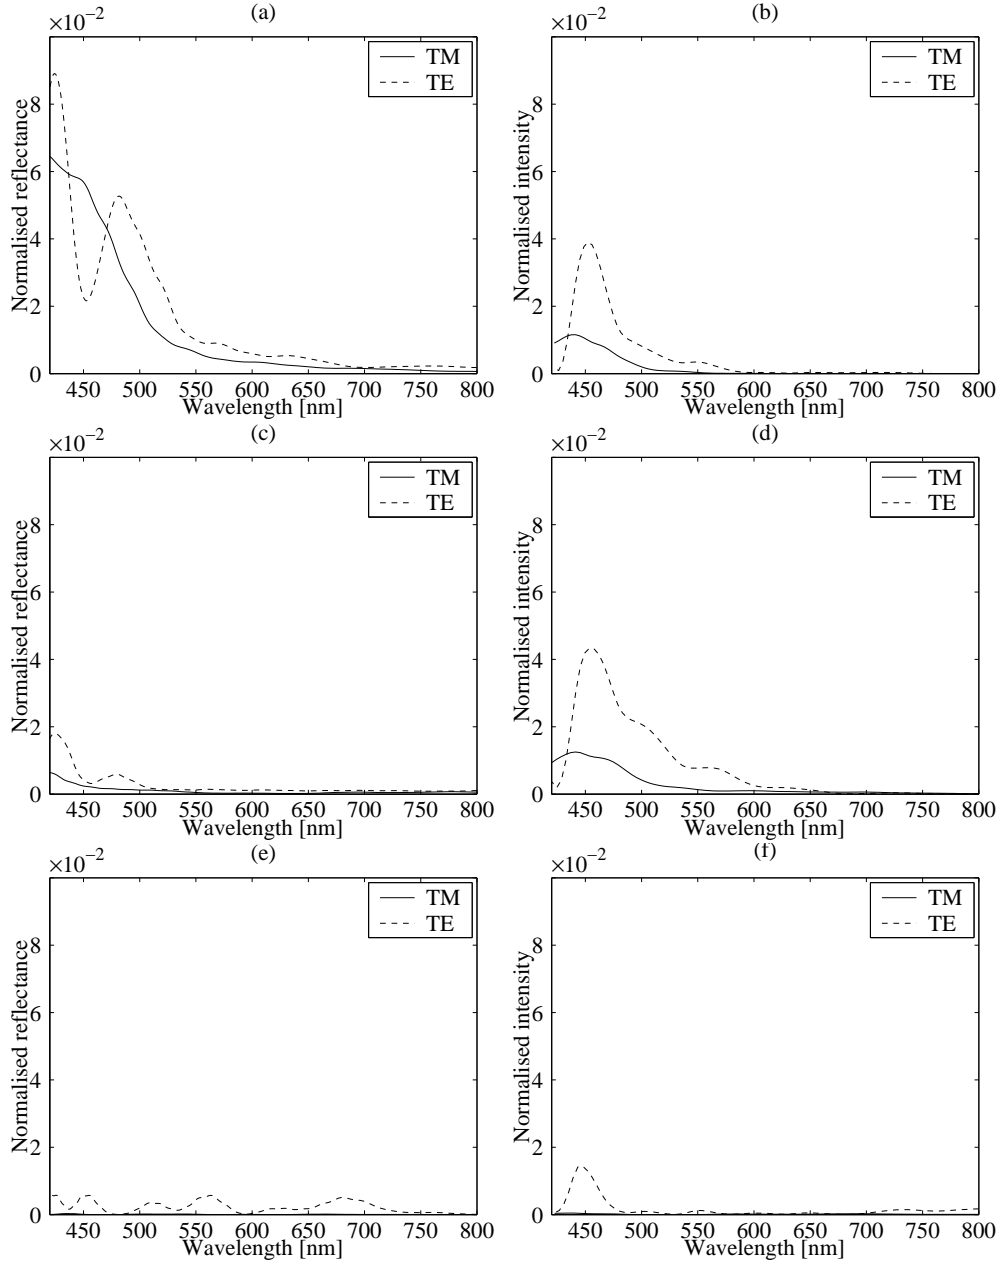 (a)
×10⁻²
TM
TE
8
6
4
2
0
450 500 550 600 650 700 750 800
Normalised reflectance
Wavelength [nm]
(b)
×10⁻²
TM
TE
8
6
4
2
0
450 500 550 600 650 700 750 800
Normalised intensity
Wavelength [nm]
(c)
×10⁻²
TM
TE
8
6
4
2
0
450 500 550 600 650 700 750 800
Normalised reflectance
Wavelength [nm]
(d)
×10⁻²
TM
TE
8
6
4
2
0
450 500 550 600 650 700 750 800
Normalised intensity
Wavelength [nm]
(e)
×10⁻²
TM
TE
8
6
4
2
0
450 500 550 600 650 700 750 800
Normalised reflectance
Wavelength [nm]
(f)
×10⁻²
TM
TE
8
6
4
2
0
450 500 550 600 650 700 750 800
Normalised intensity
Wavelength [nm]